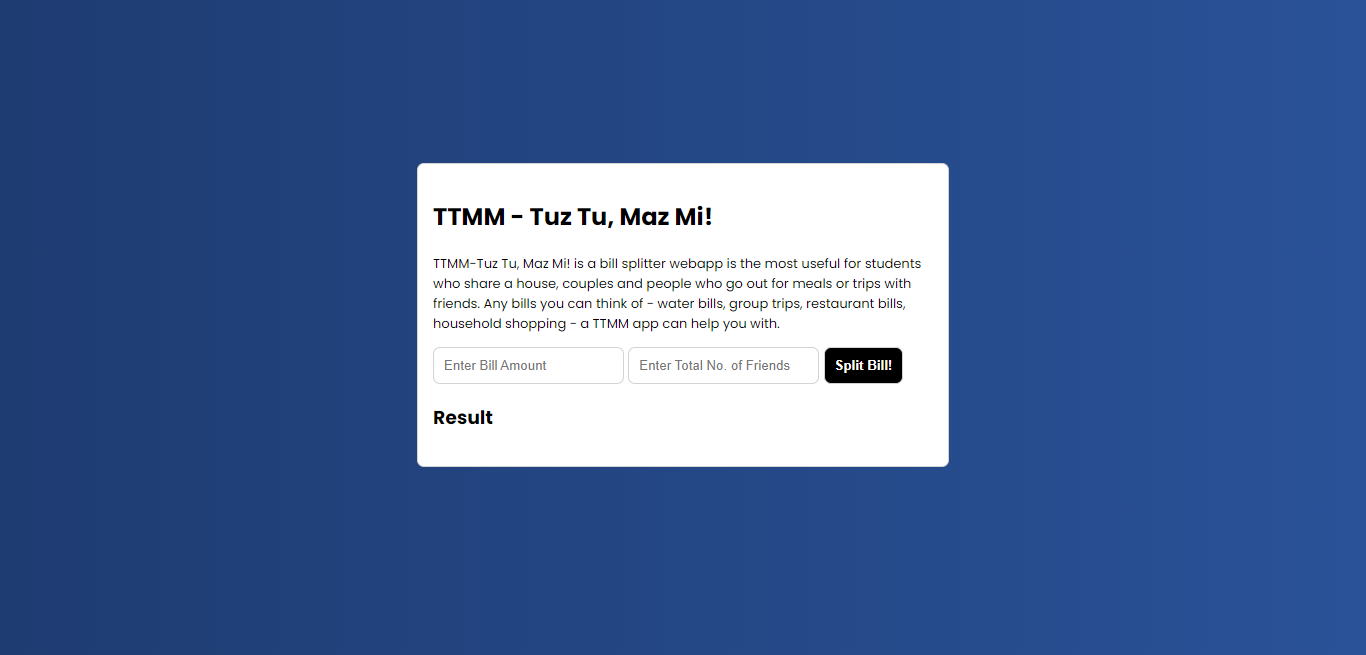 TTMM - Tuz Tu, Maz Mi!
TTMM-Tuz Tu, Maz Mi! is a bill splitter webapp is the most useful for students
who share a house, couples and people who go out for meals or trips with
friends. Any bills you can think of - water bills, group trips, restaurant bills,
household shopping - a TTMM app can help you with.
Enter Bill Amount Enter Total No. of Friends Split Bill!
Result